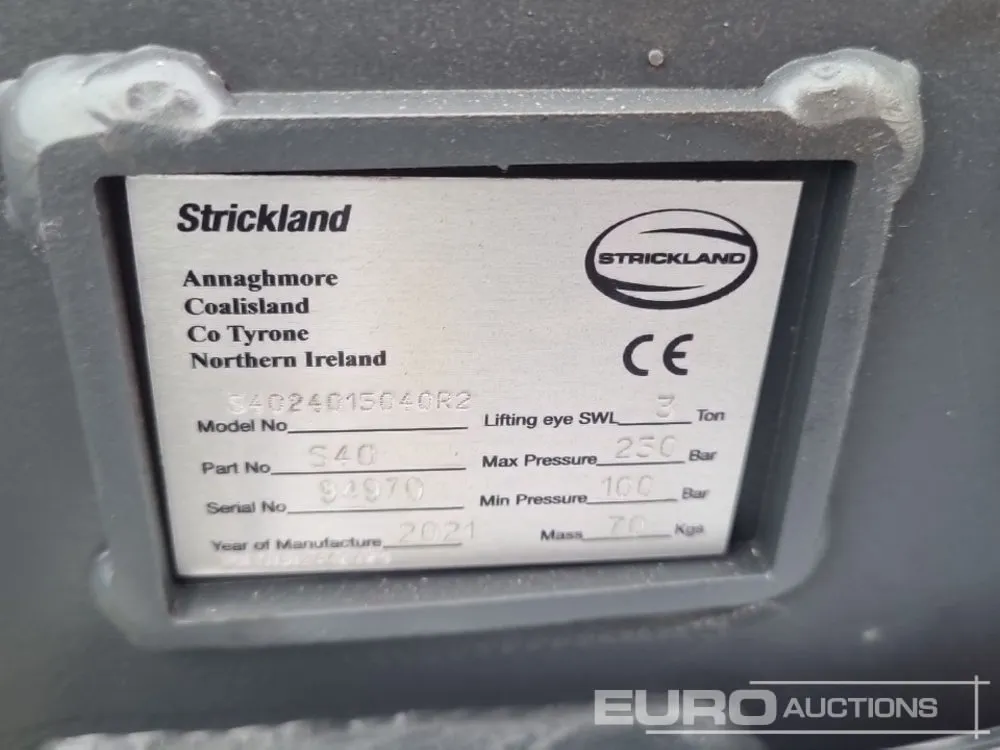 Strickland
STRICKLAND
Annaghmore
Coalisland
Co Tyrone
Northern Ireland
CE
Model No S4024015040R2
Lifting eye SWL 3 Ton
Part No S40
Max Pressure 250 Bar
Serial No 94970
Min Pressure 100 Bar
Year of Manufacture 2021
Mass 70 Kgs
EURO AUCTIONS